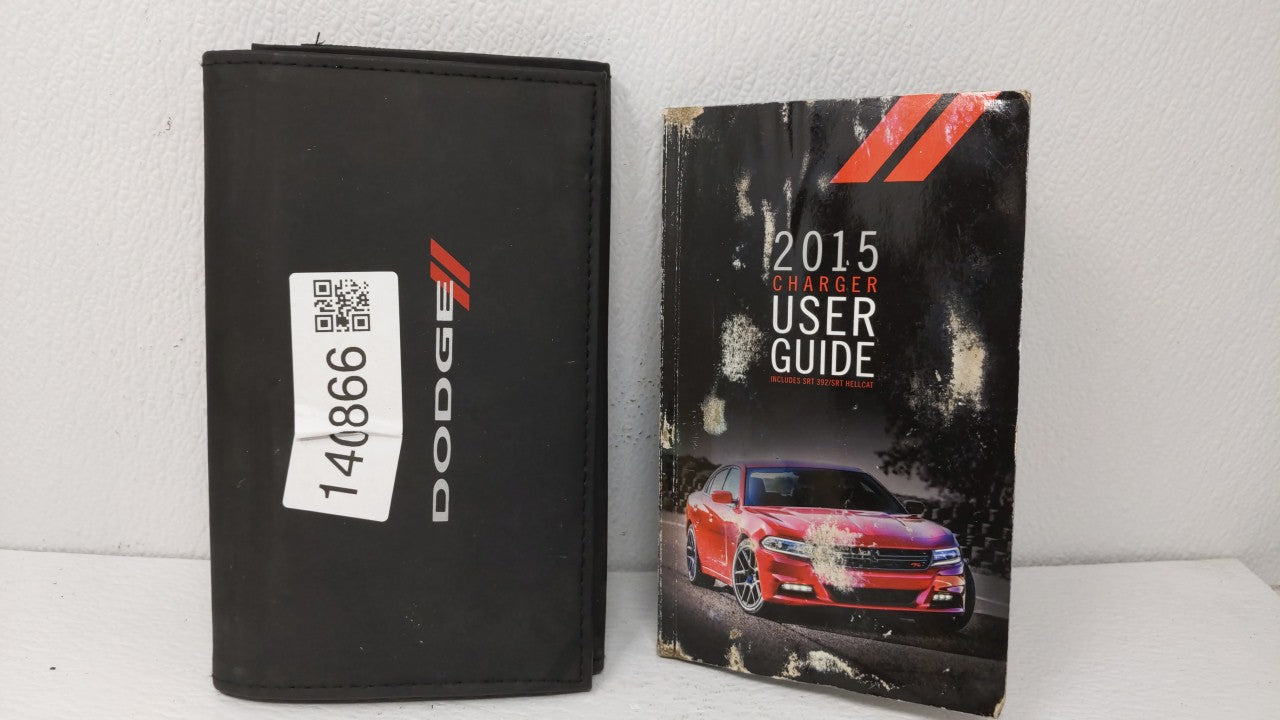 140866
DODGE
2015
CHARGER
USER
GUIDE
INCLUDES SRT 392/SRT HELLCAT